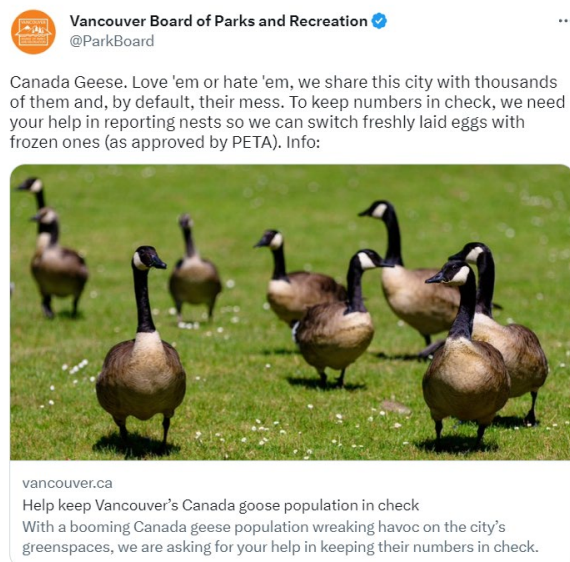 Vancouver Board of Parks and Recreation
@ParkBoard
Canada Geese. Love 'em or hate 'em, we share this city with thousands
of them and, by default, their mess. To keep numbers in check, we need
your help in reporting nests so we can switch freshly laid eggs with
frozen ones (as approved by PETA). Info:
vancouver.ca
Help keep Vancouver's Canada goose population in check
With a booming Canada geese population wreaking havoc on the city's
greenspaces, we are asking for your help in keeping their numbers in check.